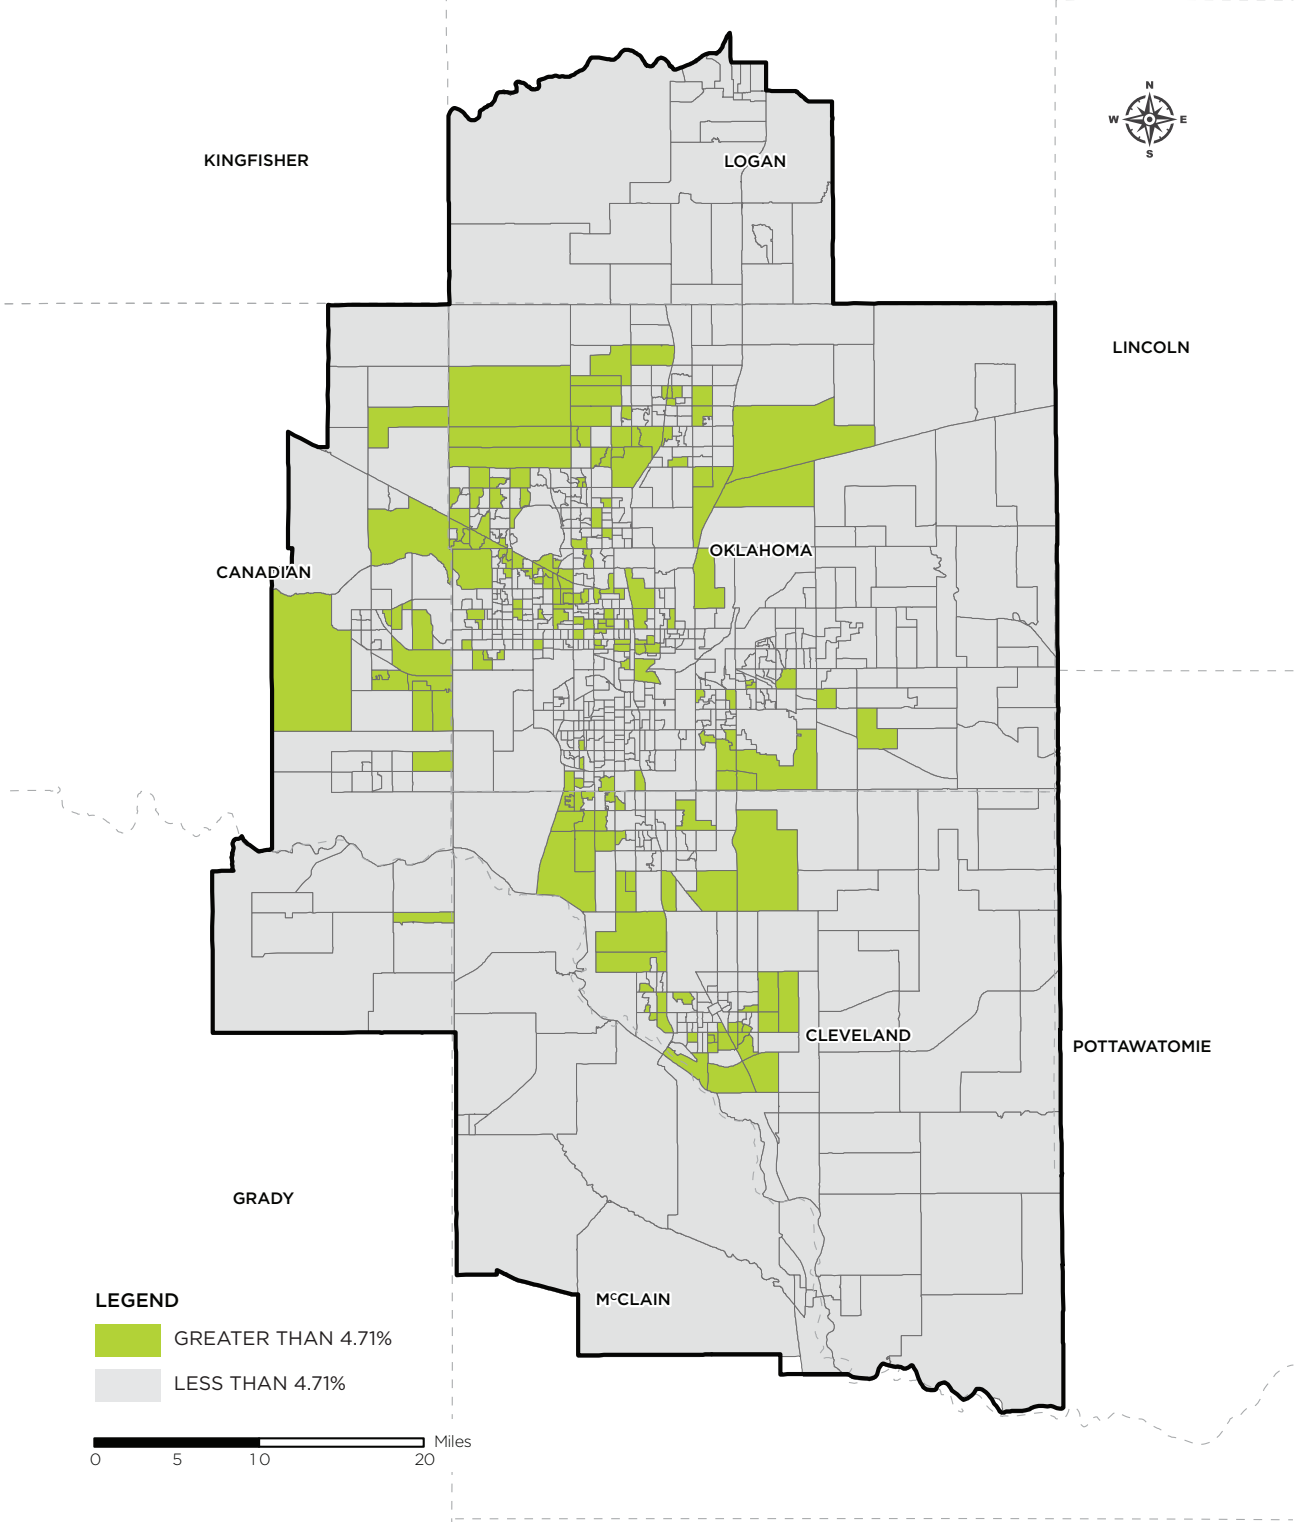 N
W E
S
KINGFISHER
LOGAN
LINCOLN
OKLAHOMA
CANADIAN
CLEVELAND
POTTAWATOMIE
GRADY
McCLAIN
LEGEND
GREATER THAN 4.71%
LESS THAN 4.71%
Miles
0 5 10 20